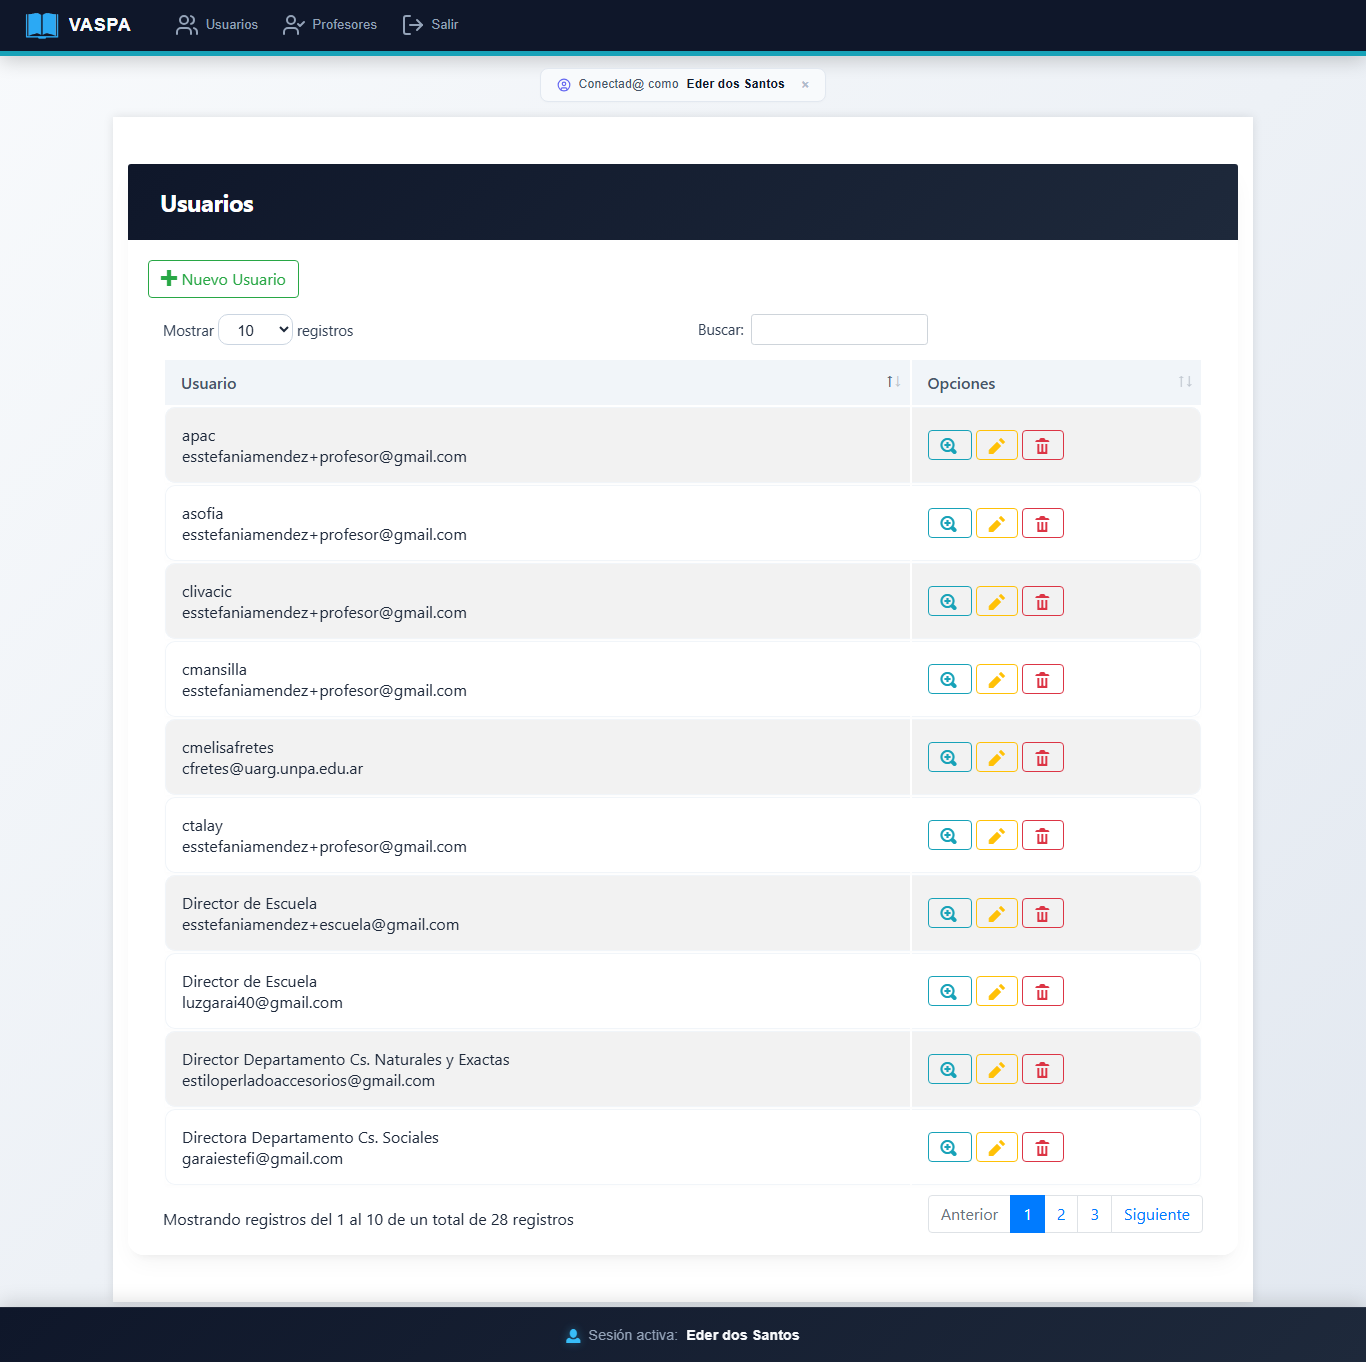 VASPA
Usuarios
Profesores
Salir
Conectad@ como Eder dos Santos ×
Usuarios
Nuevo Usuario
Mostrar 10 registros
Buscar:
Usuario
Opciones
apac
esstefaniamendez+profesor@gmail.com
asofia
esstefaniamendez+profesor@gmail.com
clivacic
esstefaniamendez+profesor@gmail.com
cmansilla
esstefaniamendez+profesor@gmail.com
cmelisafretes
cfretes@uarg.unpa.edu.ar
ctalay
esstefaniamendez+profesor@gmail.com
Director de Escuela
esstefaniamendez+escuela@gmail.com
Director de Escuela
luzgarai40@gmail.com
Director Departamento Cs. Naturales y Exactas
estiloperladoaccesorios@gmail.com
Directora Departamento Cs. Sociales
garaiestefi@gmail.com
Mostrando registros del 1 al 10 de un total de 28 registros
Anterior 1 2 3 Siguiente
Sesión activa: Eder dos Santos